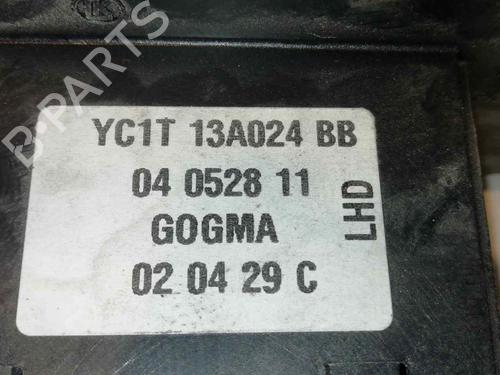 YC1T 13A024 BB
04 0528 11
GOGMA
02 04 29 C
LHD
B-Parts